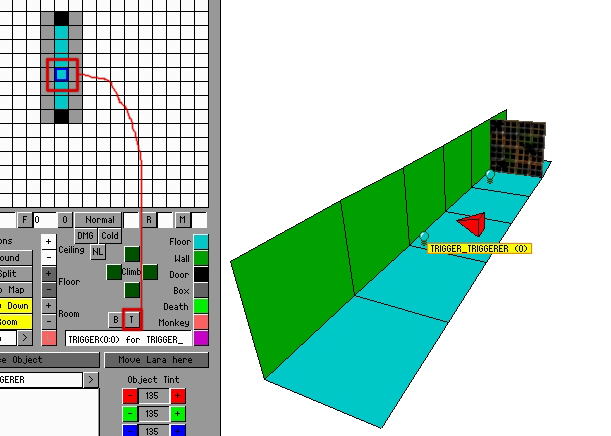 F 0 O Normal R M
DMG Cold
NL
ons
ound
Split
o Map
Down
oom
+
-
+
-
+
-
Ceiling
Floor
Room
Climb
Floor
Wall
Door
Box
Death
Monkey
B T
> TRIGGER(0:0) for TRIGGER_
ce Object Move Lara here
GERER >
Object Tint
- 135 +
- 135 +
- 135 +
TRIGGER_TRIGGERER (0)